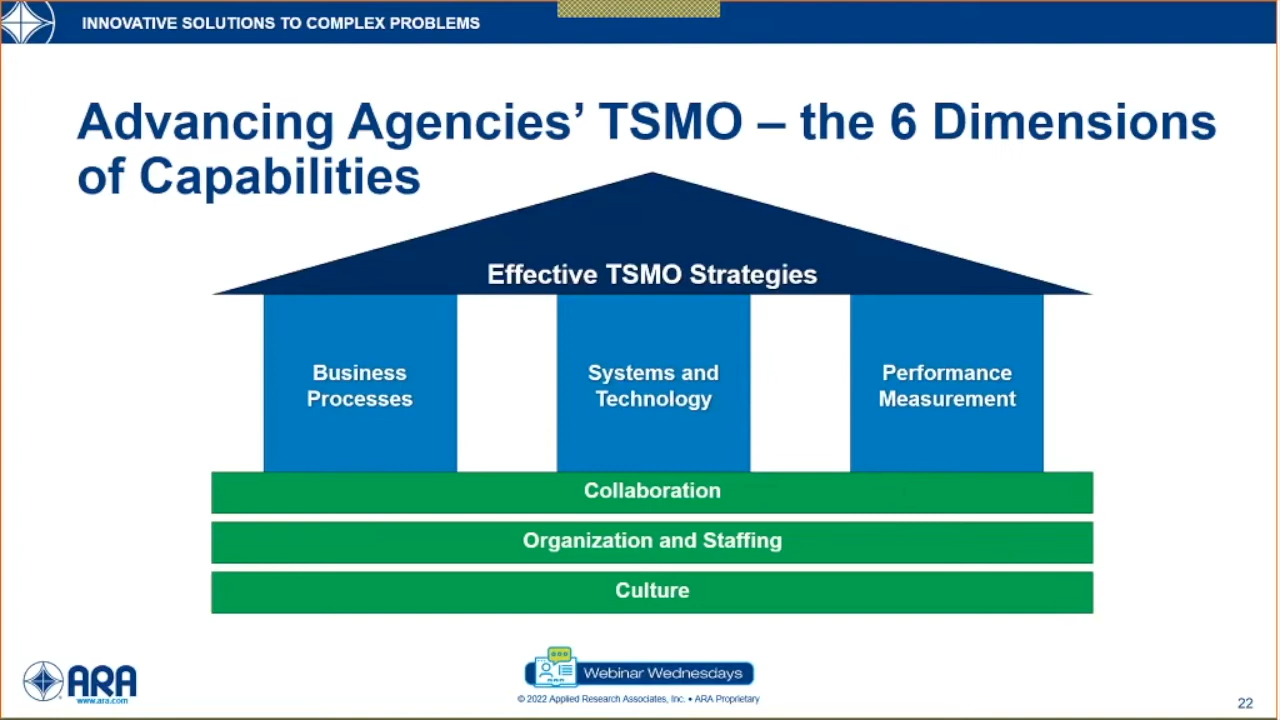 INNOVATIVE SOLUTIONS TO COMPLEX PROBLEMS
Advancing Agencies’ TSMO – the 6 Dimensions
of Capabilities
Effective TSMO Strategies
Business
Processes
Systems and
Technology
Performance
Measurement
Collaboration
Organization and Staffing
Culture
ARA
www.ara.com
Webinar Wednesdays
© 2022 Applied Research Associates, Inc. • ARA Proprietary
22